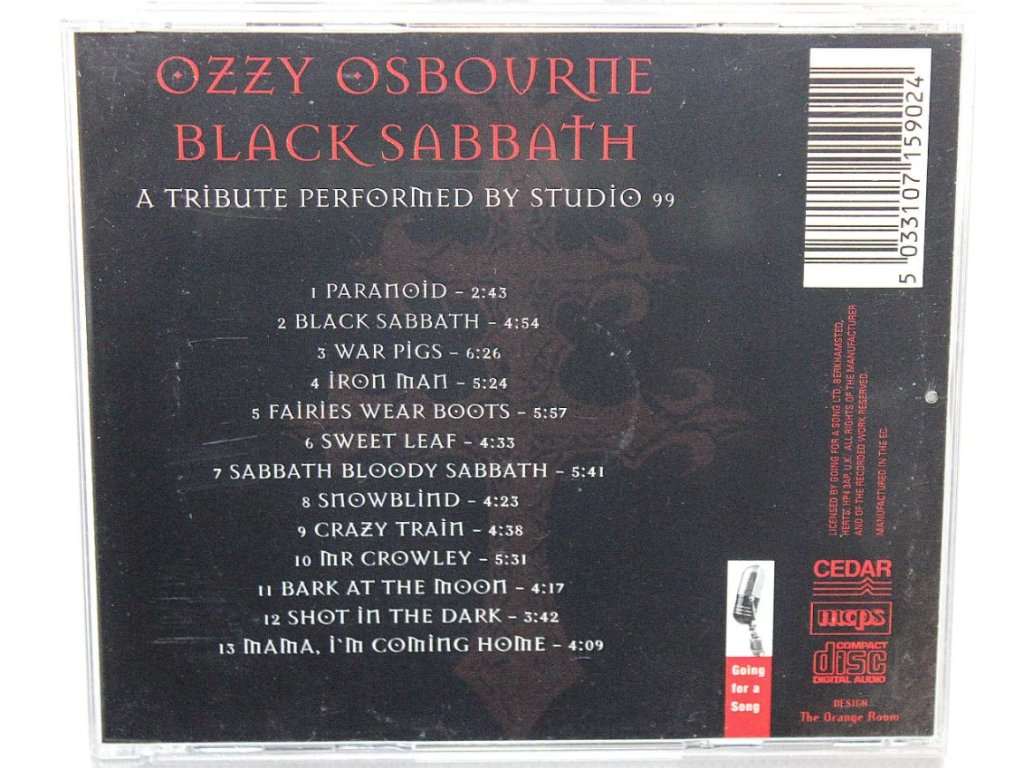 OZZY OSBOURNE
BLACK SABBATH
A TRIBUTE PERFORMED BY STUDIO 99
1 PARANOID - 2:43
2 BLACK SABBATH - 4:54
3 WAR PIGS - 6:26
4 IRON MAN - 5:24
5 FAIRIES WEAR BOOTS - 5:57
6 SWEET LEAF - 4:33
7 SABBATH BLOODY SABBATH - 5:41
8 SNOWBLIND - 4:23
9 CRAZY TRAIN - 4:38
10 MR CROWLEY - 5:31
11 BARK AT THE MOON - 4:17
12 SHOT IN THE DARK - 3:42
13 MAMA, I`M COMING HOME - 4:09
5 033107 159024
LICENSED BY GOING FOR A SONG LTD, BERKHAMSTED,
HERTS, HP4 3AP, U.K. ALL RIGHTS OF THE MANUFACTURER
AND OF THE RECORDED WORK RESERVED.
MANUFACTURED IN THE EC.
CEDAR
mcps
COMPACT
disc
DIGITAL AUDIO
DESIGN
The Orange Room
Going
for a
Song